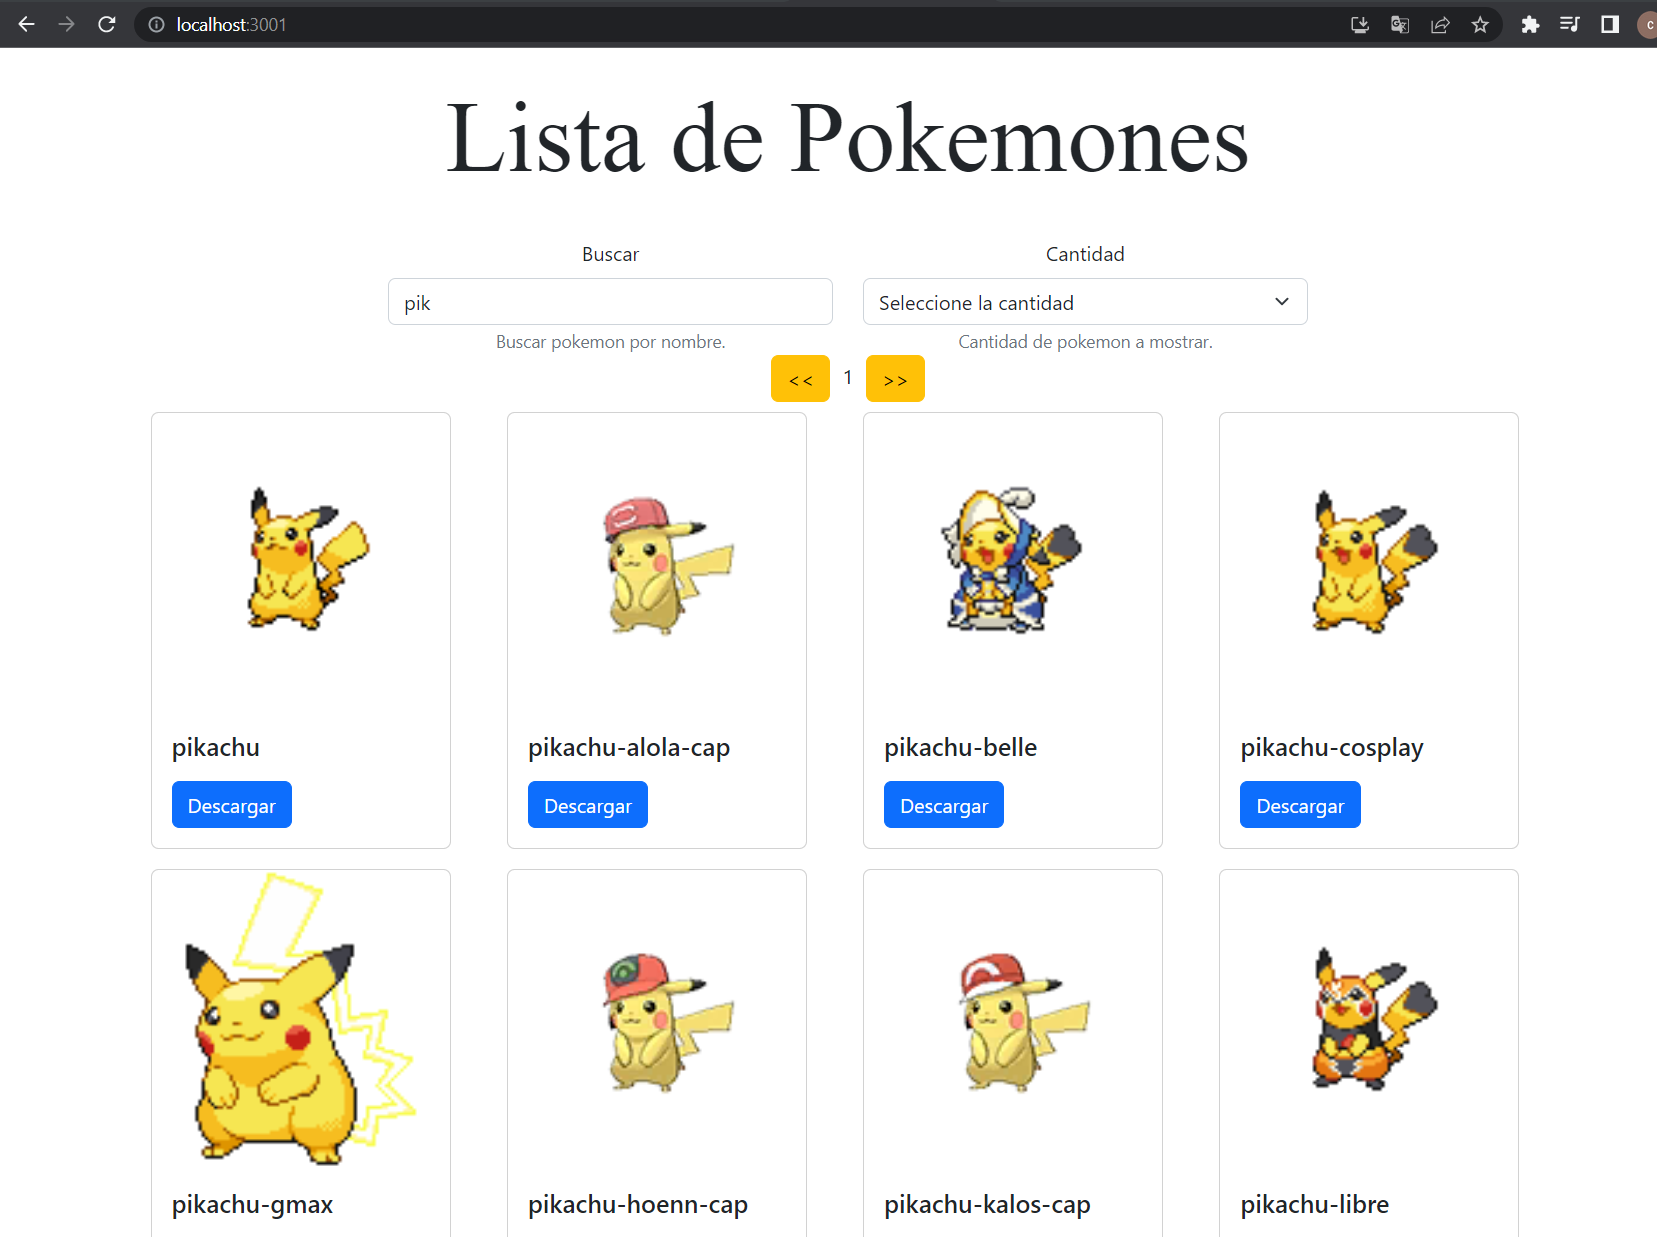 localhost:3001
Lista de Pokemones
Buscar
Cantidad
pik
Seleccione la cantidad
Buscar pokemon por nombre.
Cantidad de pokemon a mostrar.
<< 1 >>
pikachu
pikachu-alola-cap
pikachu-belle
pikachu-cosplay
Descargar
Descargar
Descargar
Descargar
pikachu-gmax
pikachu-hoenn-cap
pikachu-kalos-cap
pikachu-libre
c